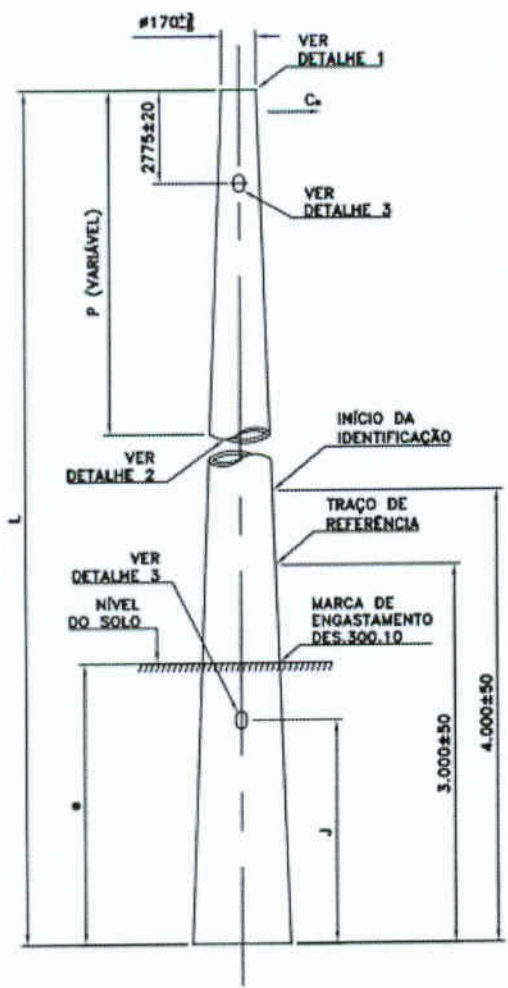 ø170±
VER
DETALHE 1
Cₙ
2775±20
VER
DETALHE 3
P (VARIÁVEL)
INÍCIO DA
IDENTIFICAÇÃO
VER
DETALHE 2
L
TRAÇO DE
REFERÊNCIA
VER
DETALHE 3
NÍVEL
DO SOLO
MARCA DE
ENGASTAMENTO
DES.300.10
e
J
3.000±50
4.000±50